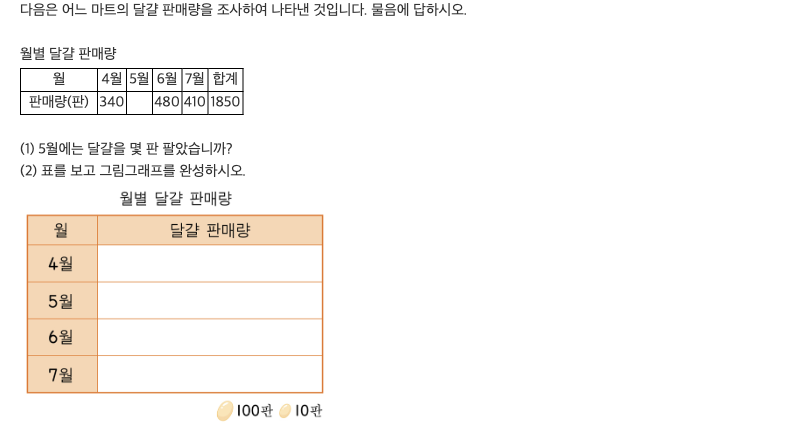 다음은 어느 마트의 달걀 판매량을 조사하여 나타낸 것입니다. 물음에 답하시오.
월별 달걀 판매량
월 4월 5월 6월 7월 합계
판매량(판) 340 480 410 1850
(1) 5월에는 달걀을 몇 판 팔았습니까?
(2) 표를 보고 그림그래프를 완성하시오.
월별 달걀 판매량
월 달걀 판매량
4월
5월
6월
7월
100판 10판